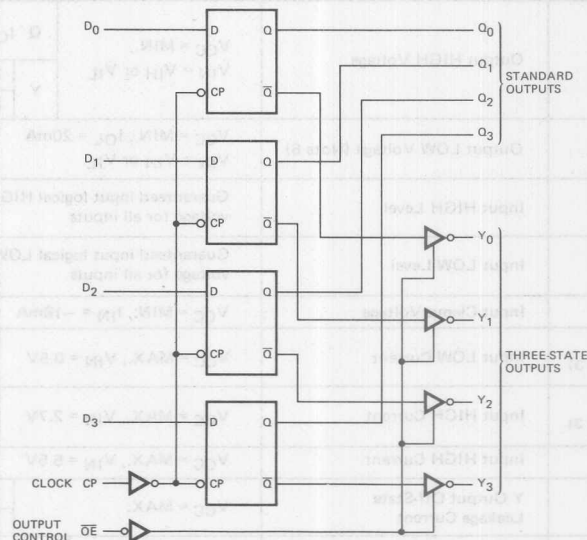 D0 D Q Q0
CP Q̅ Q1
STANDARD
OUTPUTS
Q2
Q3
D1 D Q
CP Q̅
Y0
D2 D Q
Y1
CP Q̅
THREE-STATE
OUTPUTS
Y2
D3 D Q
CLOCK CP CP Q̅ Y3
OUTPUT
CONTROL O̅E̅